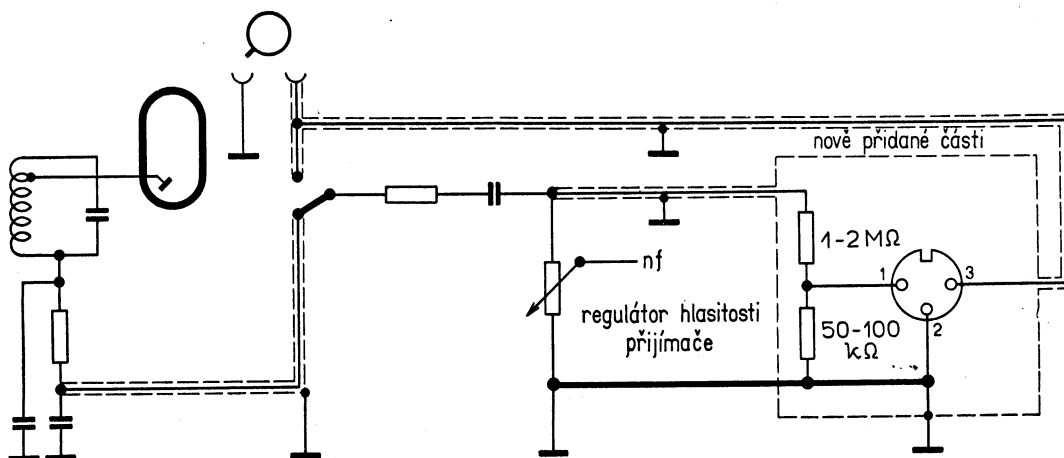 nově přidané části
1-2 MΩ
1
3
nf
regulátor hlasitosti
přijímače
50-100
kΩ
2